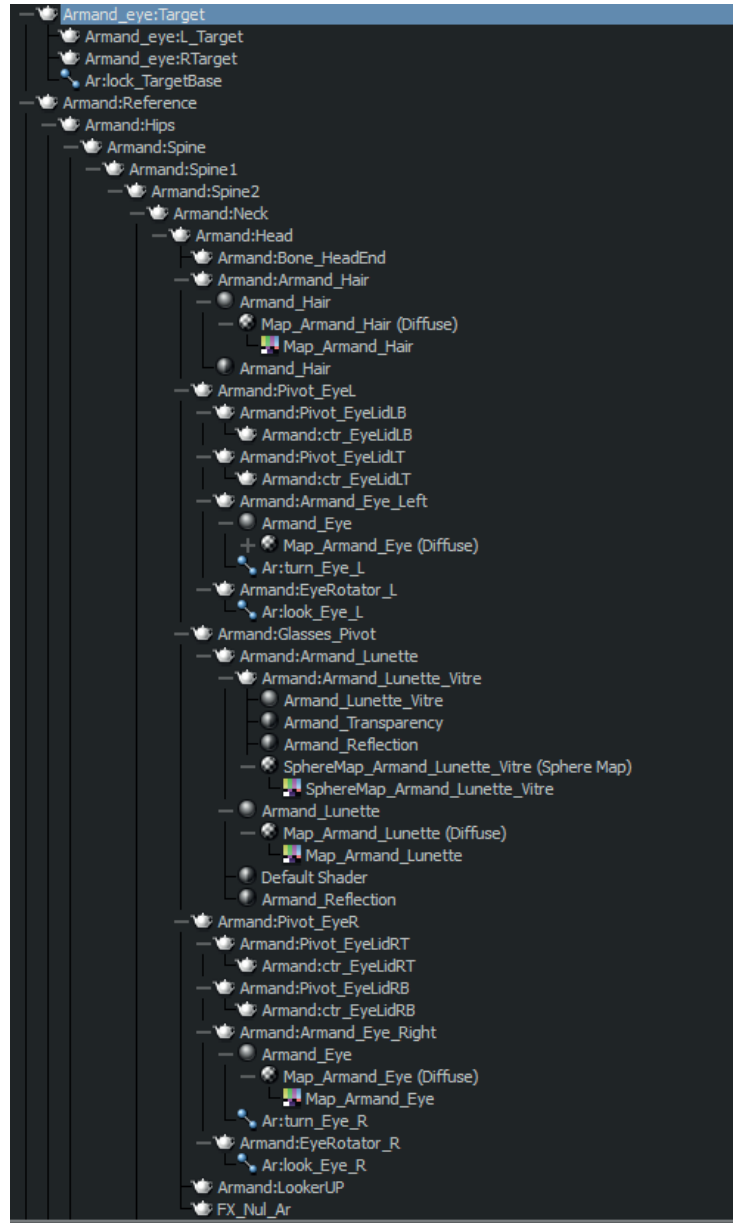 Armand_eye:Target
Armand_eye:L_Target
Armand_eye:RTarget
Ar:lock_TargetBase
Armand:Reference
Armand:Hips
Armand:Spine
Armand:Spine1
Armand:Spine2
Armand:Neck
Armand:Head
Armand:Bone_HeadEnd
Armand:Armand_Hair
Armand_Hair
Map_Armand_Hair (Diffuse)
Map_Armand_Hair
Armand_Hair
Armand:Pivot_EyeL
Armand:Pivot_EyeLidLB
Armand:ctr_EyeLidLB
Armand:Pivot_EyeLidLT
Armand:ctr_EyeLidLT
Armand:Armand_Eye_Left
Armand_Eye
Map_Armand_Eye (Diffuse)
Ar:turn_Eye_L
Armand:EyeRotator_L
Ar:look_Eye_L
Armand:Glasses_Pivot
Armand:Armand_Lunette
Armand:Armand_Lunette_Vitre
Armand_Lunette_Vitre
Armand_Transparency
Armand_Reflection
SphereMap_Armand_Lunette_Vitre (Sphere Map)
SphereMap_Armand_Lunette_Vitre
Armand_Lunette
Map_Armand_Lunette (Diffuse)
Map_Armand_Lunette
Default Shader
Armand_Reflection
Armand:Pivot_EyeR
Armand:Pivot_EyeLidRT
Armand:ctr_EyeLidRT
Armand:Pivot_EyeLidRB
Armand:ctr_EyeLidRB
Armand:Armand_Eye_Right
Armand_Eye
Map_Armand_Eye (Diffuse)
Map_Armand_Eye
Ar:turn_Eye_R
Armand:EyeRotator_R
Ar:look_Eye_R
Armand:LookerUP
FX_Nul_Ar